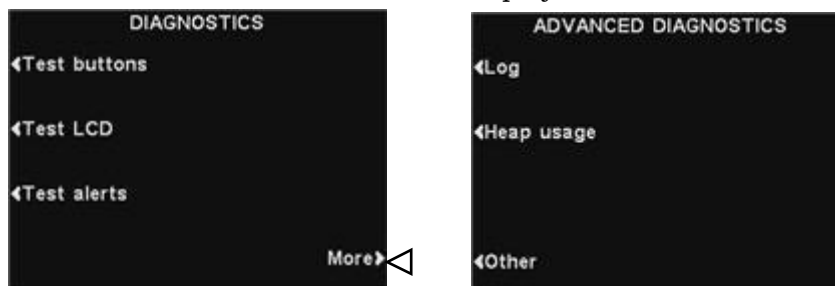 DIAGNOSTICS
Test buttons
Test LCD
Test alerts
More
ADVANCED DIAGNOSTICS
Log
Heap usage
Other